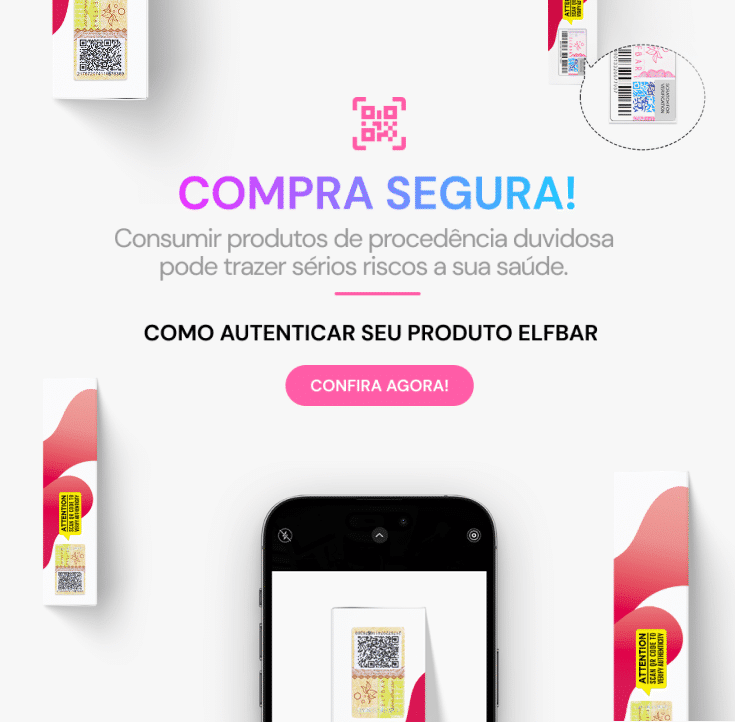 COMPRA SEGURA!
Consumir produtos de procedência duvidosa
pode trazer sérios riscos a sua saúde.
COMO AUTENTICAR SEU PRODUTO ELFBAR
CONFIRA AGORA!
ATTENTION
SCAN QR CODE TO
VERIFY AUTHENTICITY
ATTENTION
SCAN QR CODE TO
VERIFY AUTHENTICITY